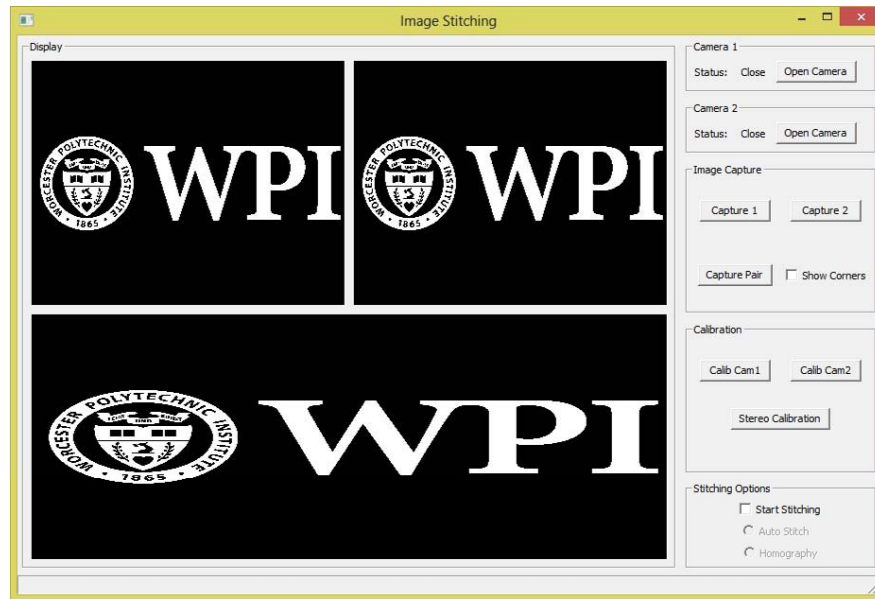 Image Stitching
Display
WORCESTER POLYTECHNIC INSTITUTE
1865
WPI
WORCESTER POLYTECHNIC INSTITUTE
1865
WPI
WORCESTER POLYTECHNIC INSTITUTE
1865
WPI
Camera 1
Status: Close Open Camera
Camera 2
Status: Close Open Camera
Image Capture
Capture 1 Capture 2
Capture Pair Show Corners
Calibration
Calib Cam1 Calib Cam2
Stereo Calibration
Stitching Options
Start Stitching
Auto Stitch
Homography